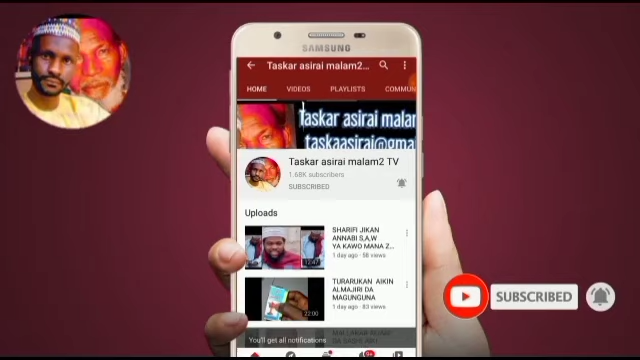 SAMSUNG
Taskar asirai malam2...
HOME VIDEOS PLAYLISTS COMMUN
Taskar asirai malam
taskaasirai@gma
Taskar asirai malam2 TV
1.68K subscribers
SUBSCRIBED
Uploads
SHARIFI JIKAN
ANNABI S,A,W
YA KAWO MANA Z...
1 day ago · 58 views
12:47
TURARUKAN AIKIN
ALMAJIRI DA
MAGUNGUNA
1 day ago · 83 views
22:00
You'll get all notifications
SUBSCRIBED